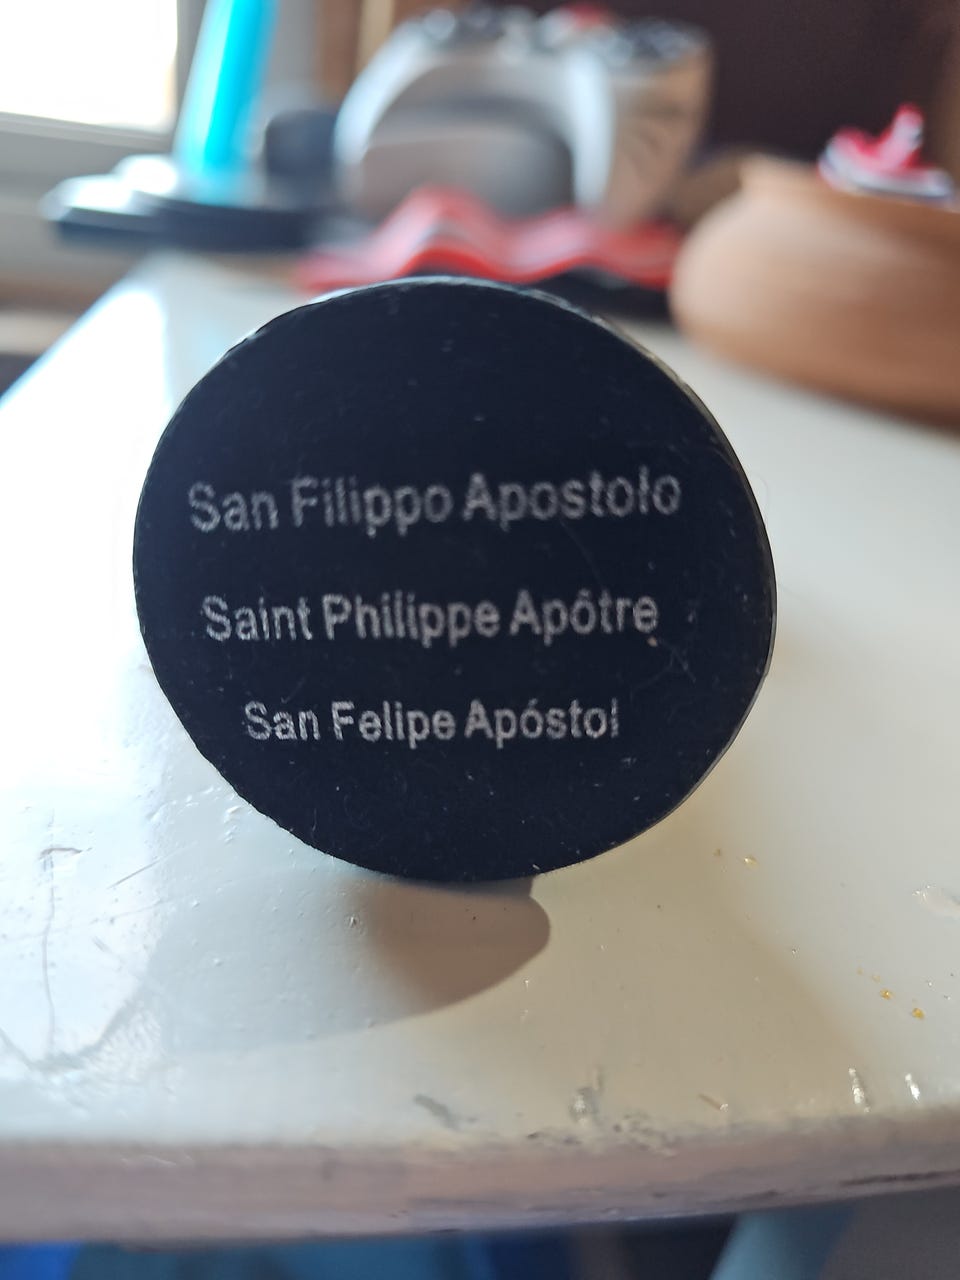 San Filippo Apostolo
Saint Philippe Apôtre
San Felipe Apóstol